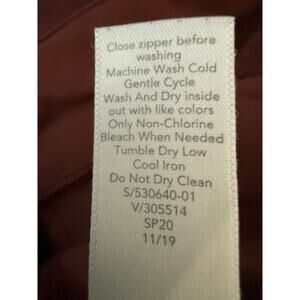 Close zipper before
washing
Machine Wash Cold
Gentle Cycle
Wash And Dry inside
out with like colors
Only Non-Chlorine
Bleach When Needed
Tumble Dry Low
Cool Iron
Do Not Dry Clean
S/530640-01
V/305514
SP20
11/19